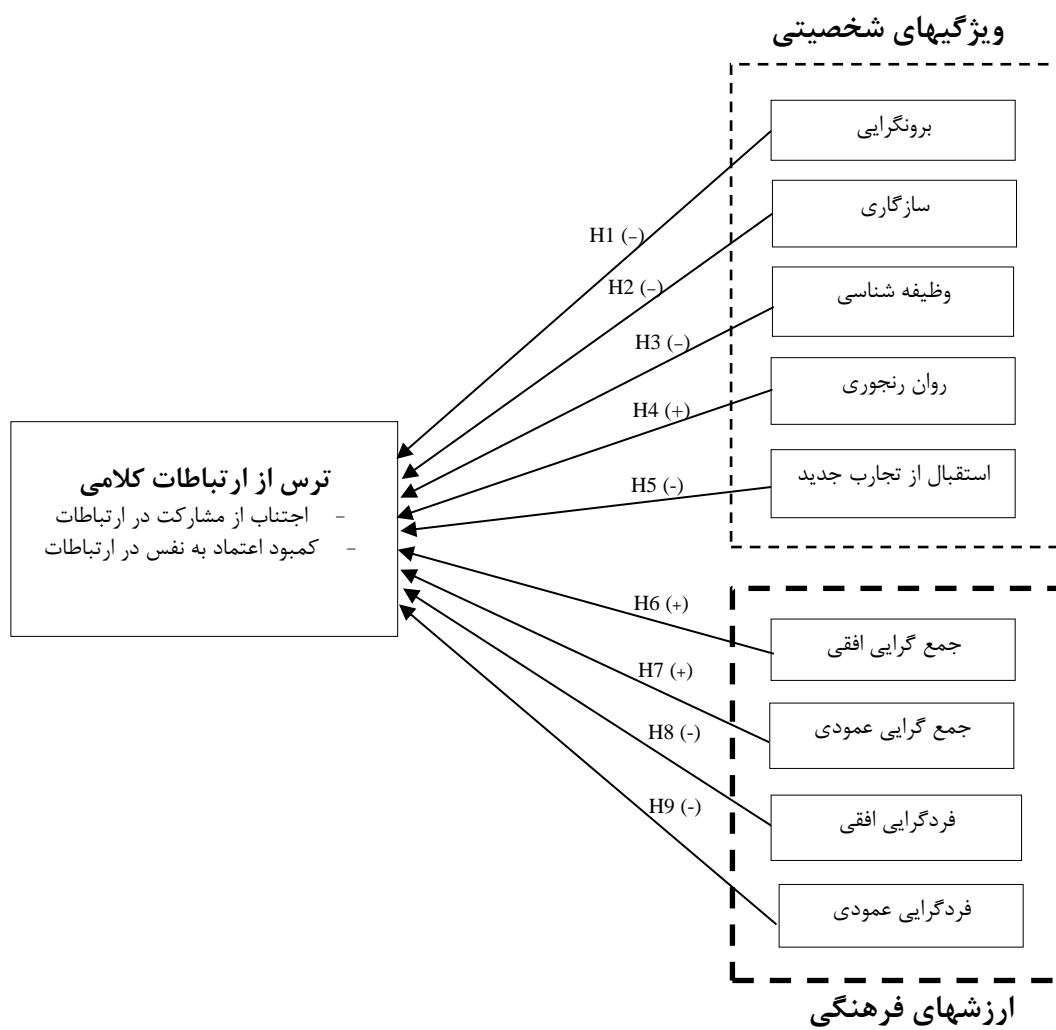 ویژگیهای شخصیتی
برونگرایی
سازگاری
وظیفه شناسی
روان رنجوری
استقبال از تجارب جدید
H1 (-)
H2 (-)
H3 (-)
H4 (+)
H5 (-)
ترس از ارتباطات کلامی
- اجتناب از مشارکت در ارتباطات
- کمبود اعتماد به نفس در ارتباطات
H6 (+)
H7 (+)
H8 (-)
H9 (-)
جمع گرایی افقی
جمع گرایی عمودی
فردگرایی افقی
فردگرایی عمودی
ارزشهای فرهنگی